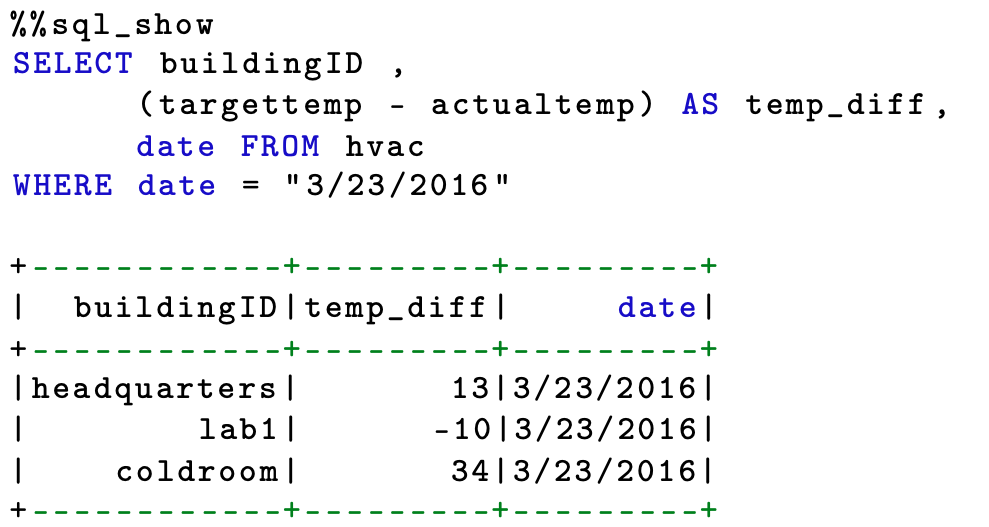 %%sql_show
SELECT buildingID ,
(targettemp - actualtemp) AS temp_diff,
date FROM hvac
WHERE date = "3/23/2016"
+------------+---------+---------+
|  buildingID|temp_diff|     date|
+------------+---------+---------+
|headquarters|       13|3/23/2016|
|        lab1|      -10|3/23/2016|
|    coldroom|       34|3/23/2016|
+------------+---------+---------+